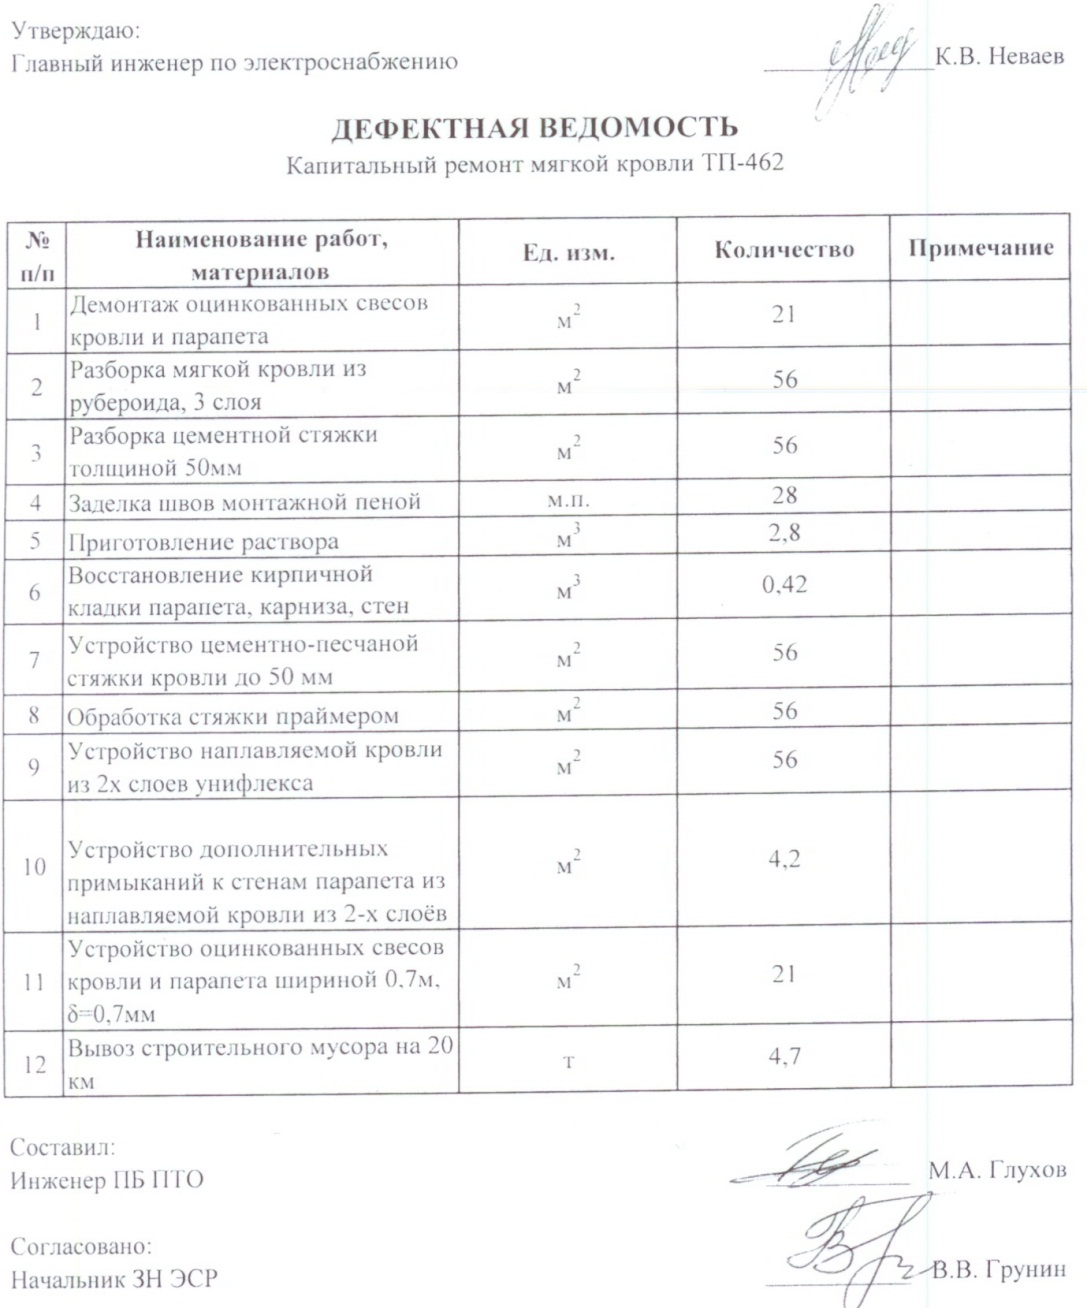 Утверждаю:
Главный инженер по электроснабжению
К.В. Неваев
ДЕФЕКТНАЯ ВЕДОМОСТЬ
Капитальный ремонт мягкой кровли ТП-462
№ п/п
Наименование работ, материалов
Ед. изм.
Количество
Примечание
1
Демонтаж оцинкованных свесов
кровли и парапета
м²
21
2
Разборка мягкой кровли из
рубероида, 3 слоя
м²
56
3
Разборка цементной стяжки
толщиной 50мм
м²
56
4
Заделка швов монтажной пеной
м.п.
28
5
Приготовление раствора
м³
2,8
6
Восстановление кирпичной
кладки парапета, карниза, стен
м³
0,42
7
Устройство цементно-песчаной
стяжки кровли до 50 мм
м²
56
8
Обработка стяжки праймером
м²
56
9
Устройство наплавляемой кровли
из 2х слоев унифлекса
м²
56
10
Устройство дополнительных
примыканий к стенам парапета из
наплавляемой кровли из 2-х слоёв
м²
4,2
11
Устройство оцинкованных свесов
кровли и парапета шириной 0,7м,
δ=0,7мм
м²
21
12
Вывоз строительного мусора на 20
км
т
4,7
Составил:
Инженер ПБ ПТО
М.А. Глухов
Согласовано:
Начальник ЗН ЭСР
В.В. Грунин